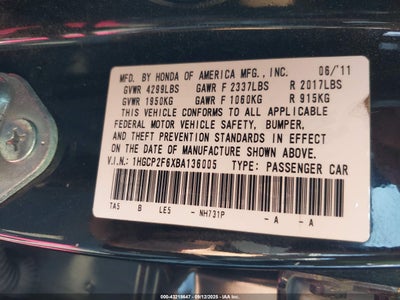 MFD. BY HONDA OF AMERICA MFG., INC. 06/'11
GVWR 4299LBS GAWR F 2337LBS R 2017LBS
GVWR 1950KG GAWR F 1060KG R 915KG
THIS VEHICLE CONFORMS TO ALL APPLICABLE
FEDERAL MOTOR VEHICLE SAFETY, BUMPER,
AND THEFT PREVENTION STANDARDS IN EFFECT
ON THE DATE OF MANUFACTURE SHOWN ABOVE.
V.I.N.: 1HGCP2F6XBA136005 TYPE: PASSENGER CAR
TA5 B LE5 - NH731P - A - A
IAA 43218647 - 09/12/2025 - IAA Inc.